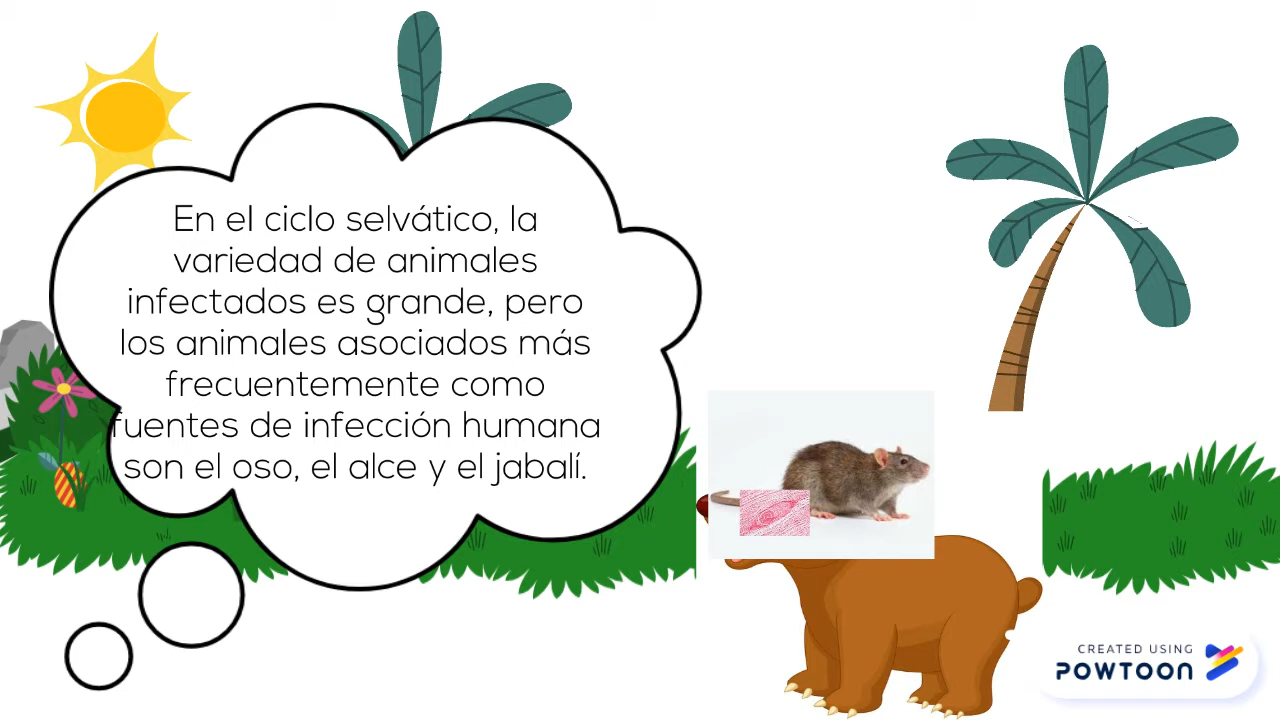 En el ciclo selvático, la
variedad de animales
infectados es grande, pero
los animales asociados más
frecuentemente como
fuentes de infección humana
son el oso, el alce y el jabalí.
CREATED USING
POWTOON